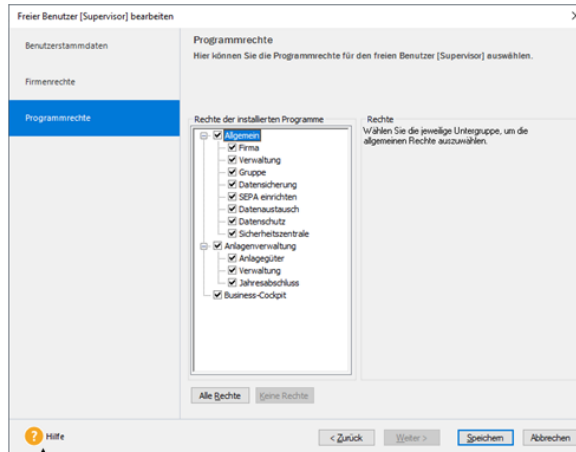 Freier Benutzer [Supervisor] bearbeiten
Benutzerstammdaten
Firmenrechte
Programmrechte
Programmrechte
Hier können Sie die Programmrechte für den freien Benutzer [Supervisor] auswählen.
Rechte der installierten Programme
Allgemein
Firma
Verwaltung
Gruppe
Datensicherung
SEPA einrichten
Datenaustausch
Datenschutz
Sicherheitszentrale
Anlagenverwaltung
Anlagegüter
Verwaltung
Jahresabschluss
Business-Cockpit
Rechte
Wählen Sie die jeweilige Untergruppe, um die
allgemeinen Rechte auszuwählen.
Alle Rechte
Keine Rechte
? Hilfe
< Zurück
Weiter >
Speichern
Abbrechen